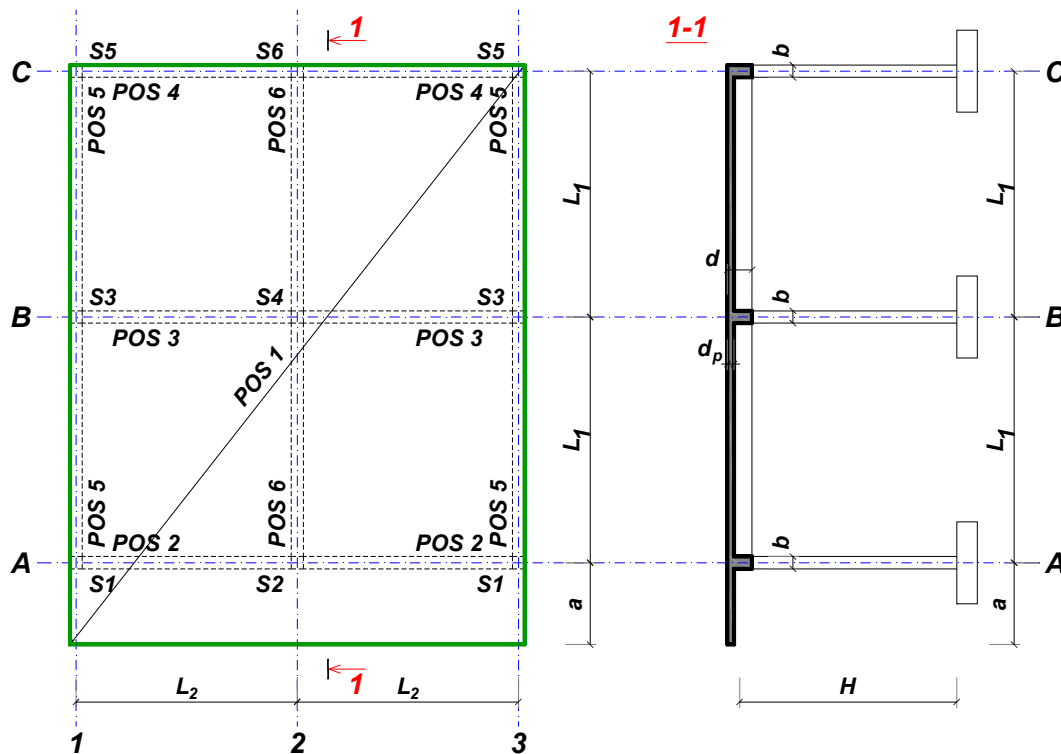 1 1-1
S5 S6 S5 b
C C
POS 4 POS 4
POS 5 POS 6 POS 5
L1 L1
d
S3 S4 S3 b
B B
POS 3 POS 3
dp
POS 1
L1 L1
POS 5 POS 6 POS 5
POS 2 POS 2 b
A A
S1 S2 S1
a a
1
L2 L2 H
1 2 3